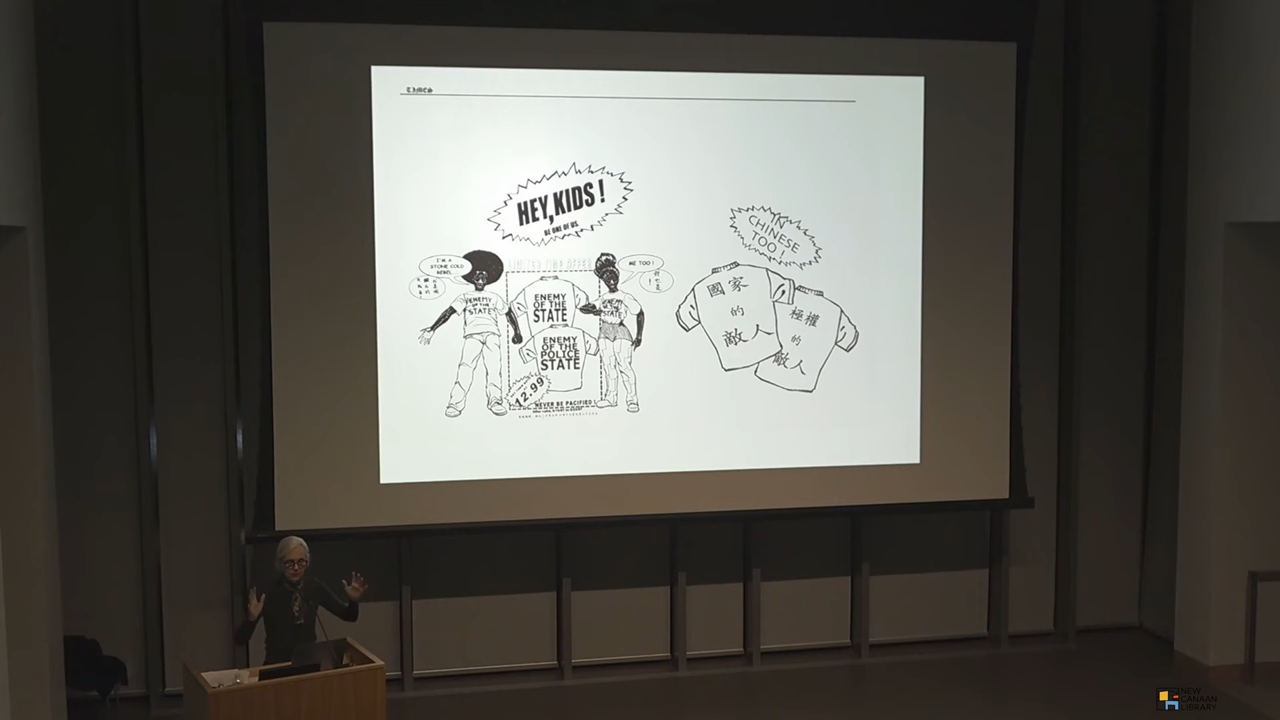 TIMES
HEY, KIDS!
BE ONE OF US
I'M A
STONE COLD
REBEL
ME TOO!
ENEMY
OF THE
STATE
ENEMY
OF THE
STATE
ENEMY
OF THE
STATE
ENEMY
OF THE
POLICE
STATE
12.99
NEVER BE PACIFIED!
IN
CHINESE
TOO!
國家
的
敵人
極權
的
敵人
NEW
CANAAN
LIBRARY